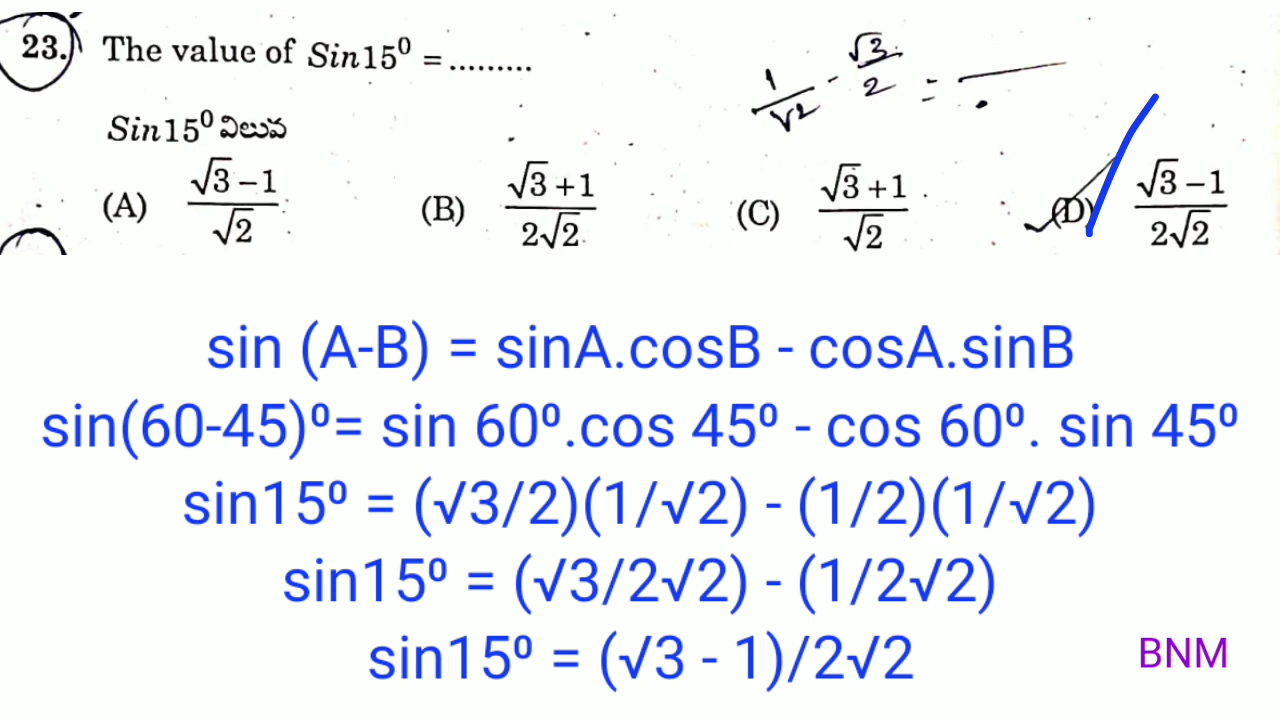 23. The value of Sin15⁰ = .........
1/√2 - √3/2 =
Sin15⁰ విలువ
(A) (√3 – 1)/√2 (B) (√3 + 1)/2√2 (C) (√3 + 1)/√2 (D) (√3 – 1)/2√2
sin (A-B) = sinA.cosB - cosA.sinB
sin(60-45)⁰= sin 60⁰.cos 45⁰ - cos 60⁰. sin 45⁰
sin15⁰ = (√3/2)(1/√2) - (1/2)(1/√2)
sin15⁰ = (√3/2√2) - (1/2√2)
sin15⁰ = (√3 - 1)/2√2
BNM